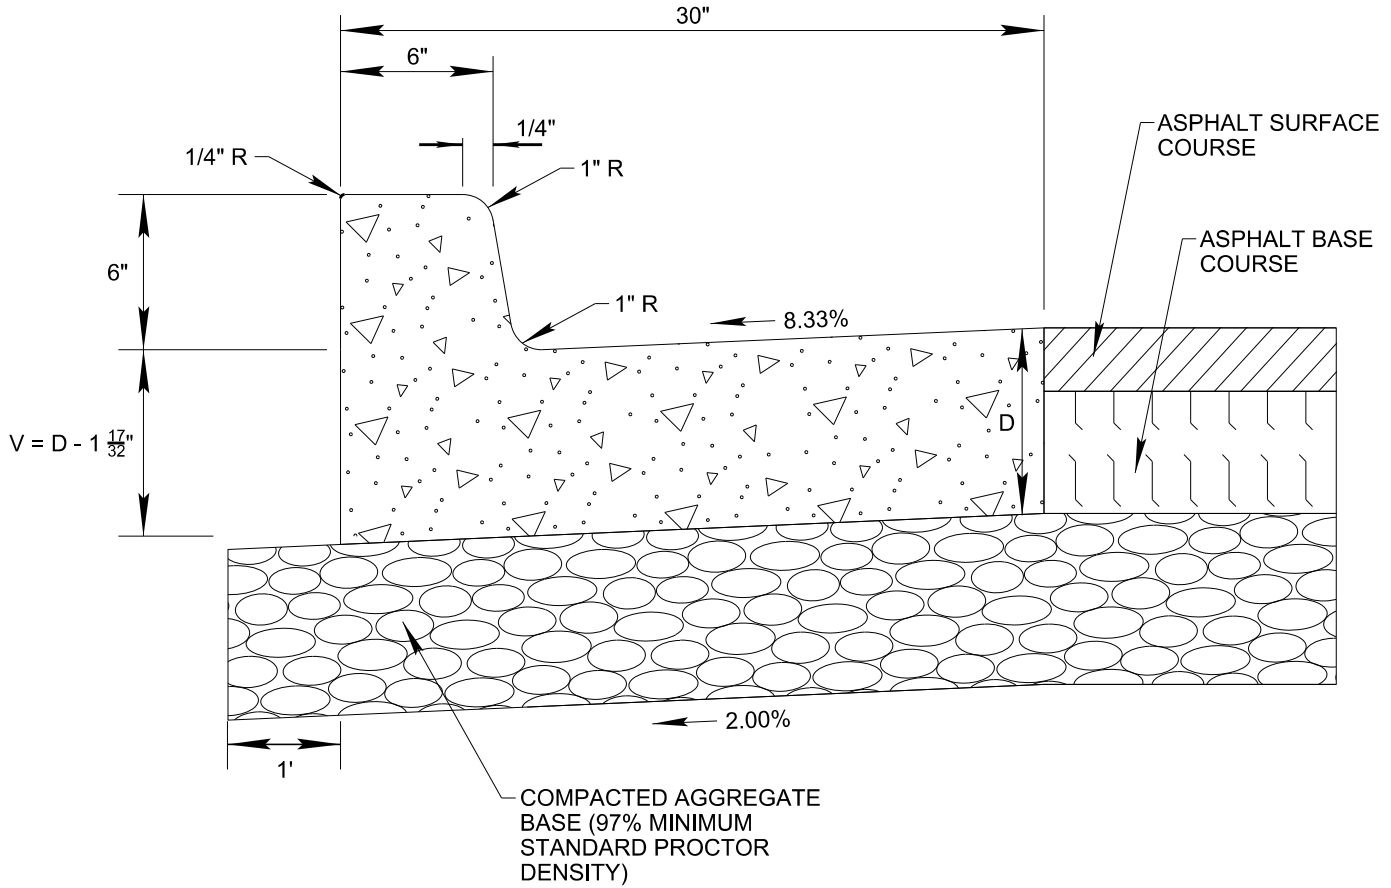 30"
6"
1/4"
1/4" R
1" R
ASPHALT SURFACE
COURSE
ASPHALT BASE
COURSE
6"
1" R
8.33%
V = D - 1 17/32"
D
2.00%
1'
COMPACTED AGGREGATE
BASE (97% MINIMUM
STANDARD PROCTOR
DENSITY)